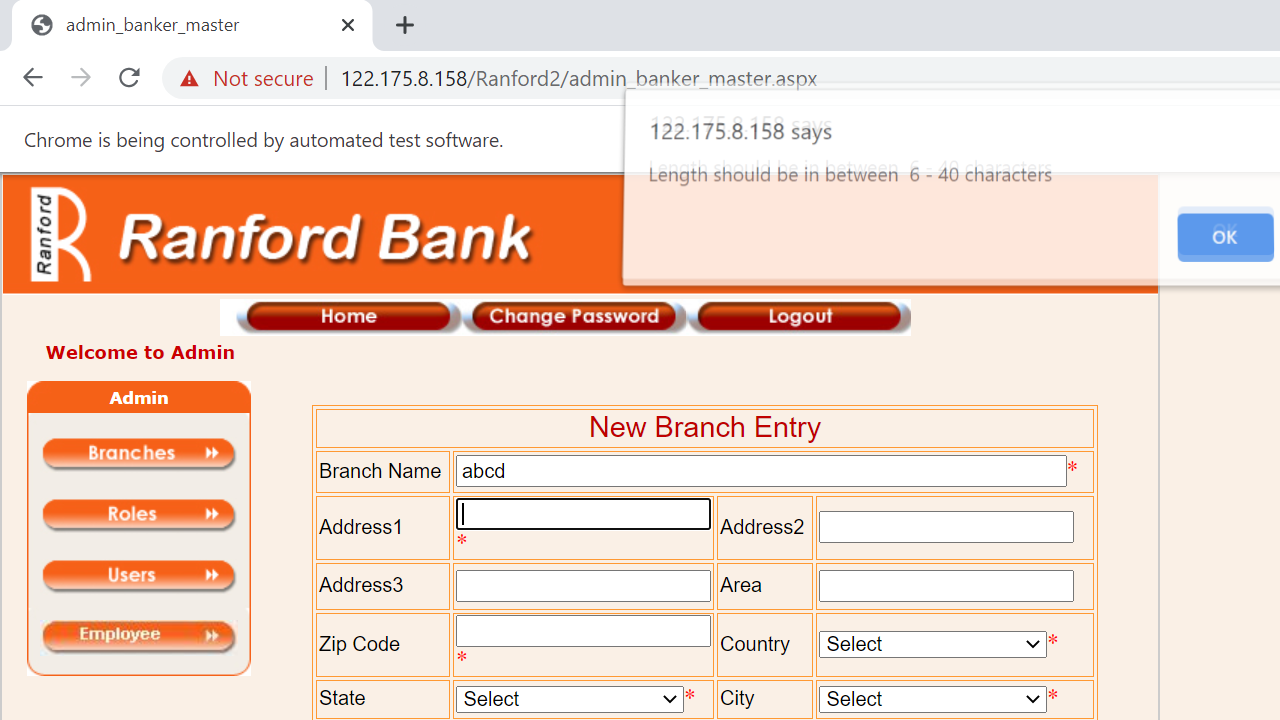 admin_banker_master
Not secure | 122.175.8.158/Ranford2/admin_banker_master.aspx
Chrome is being controlled by automated test software.
122.175.8.158 says
Length should be in between 6 - 40 characters
OK
Ranford
Ranford Bank
Home Change Password Logout
Welcome to Admin
Admin
Branches
Roles
Users
Employee
New Branch Entry
Branch Name abcd *
Address1 * Address2
Address3 Area
Zip Code * Country Select *
State Select * City Select *